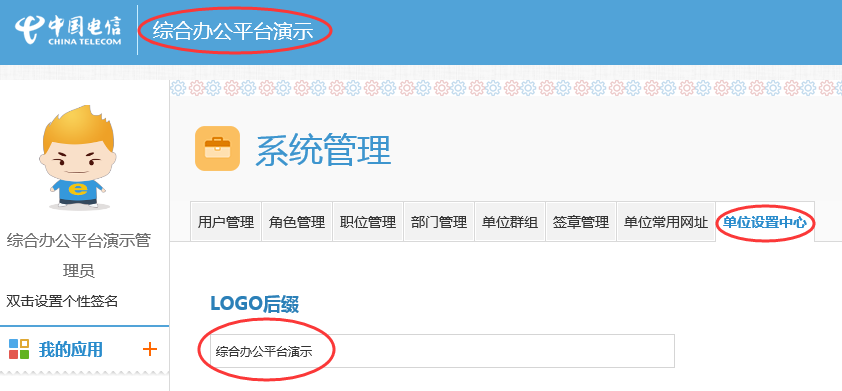 中国电信
CHINA TELECOM
综合办公平台演示
e
系统管理
综合办公平台演示管
理员
双击设置个性签名
我的应用 +
用户管理 角色管理 职位管理 部门管理 单位群组 签章管理 单位常用网址 单位设置中心
LOGO后缀
综合办公平台演示